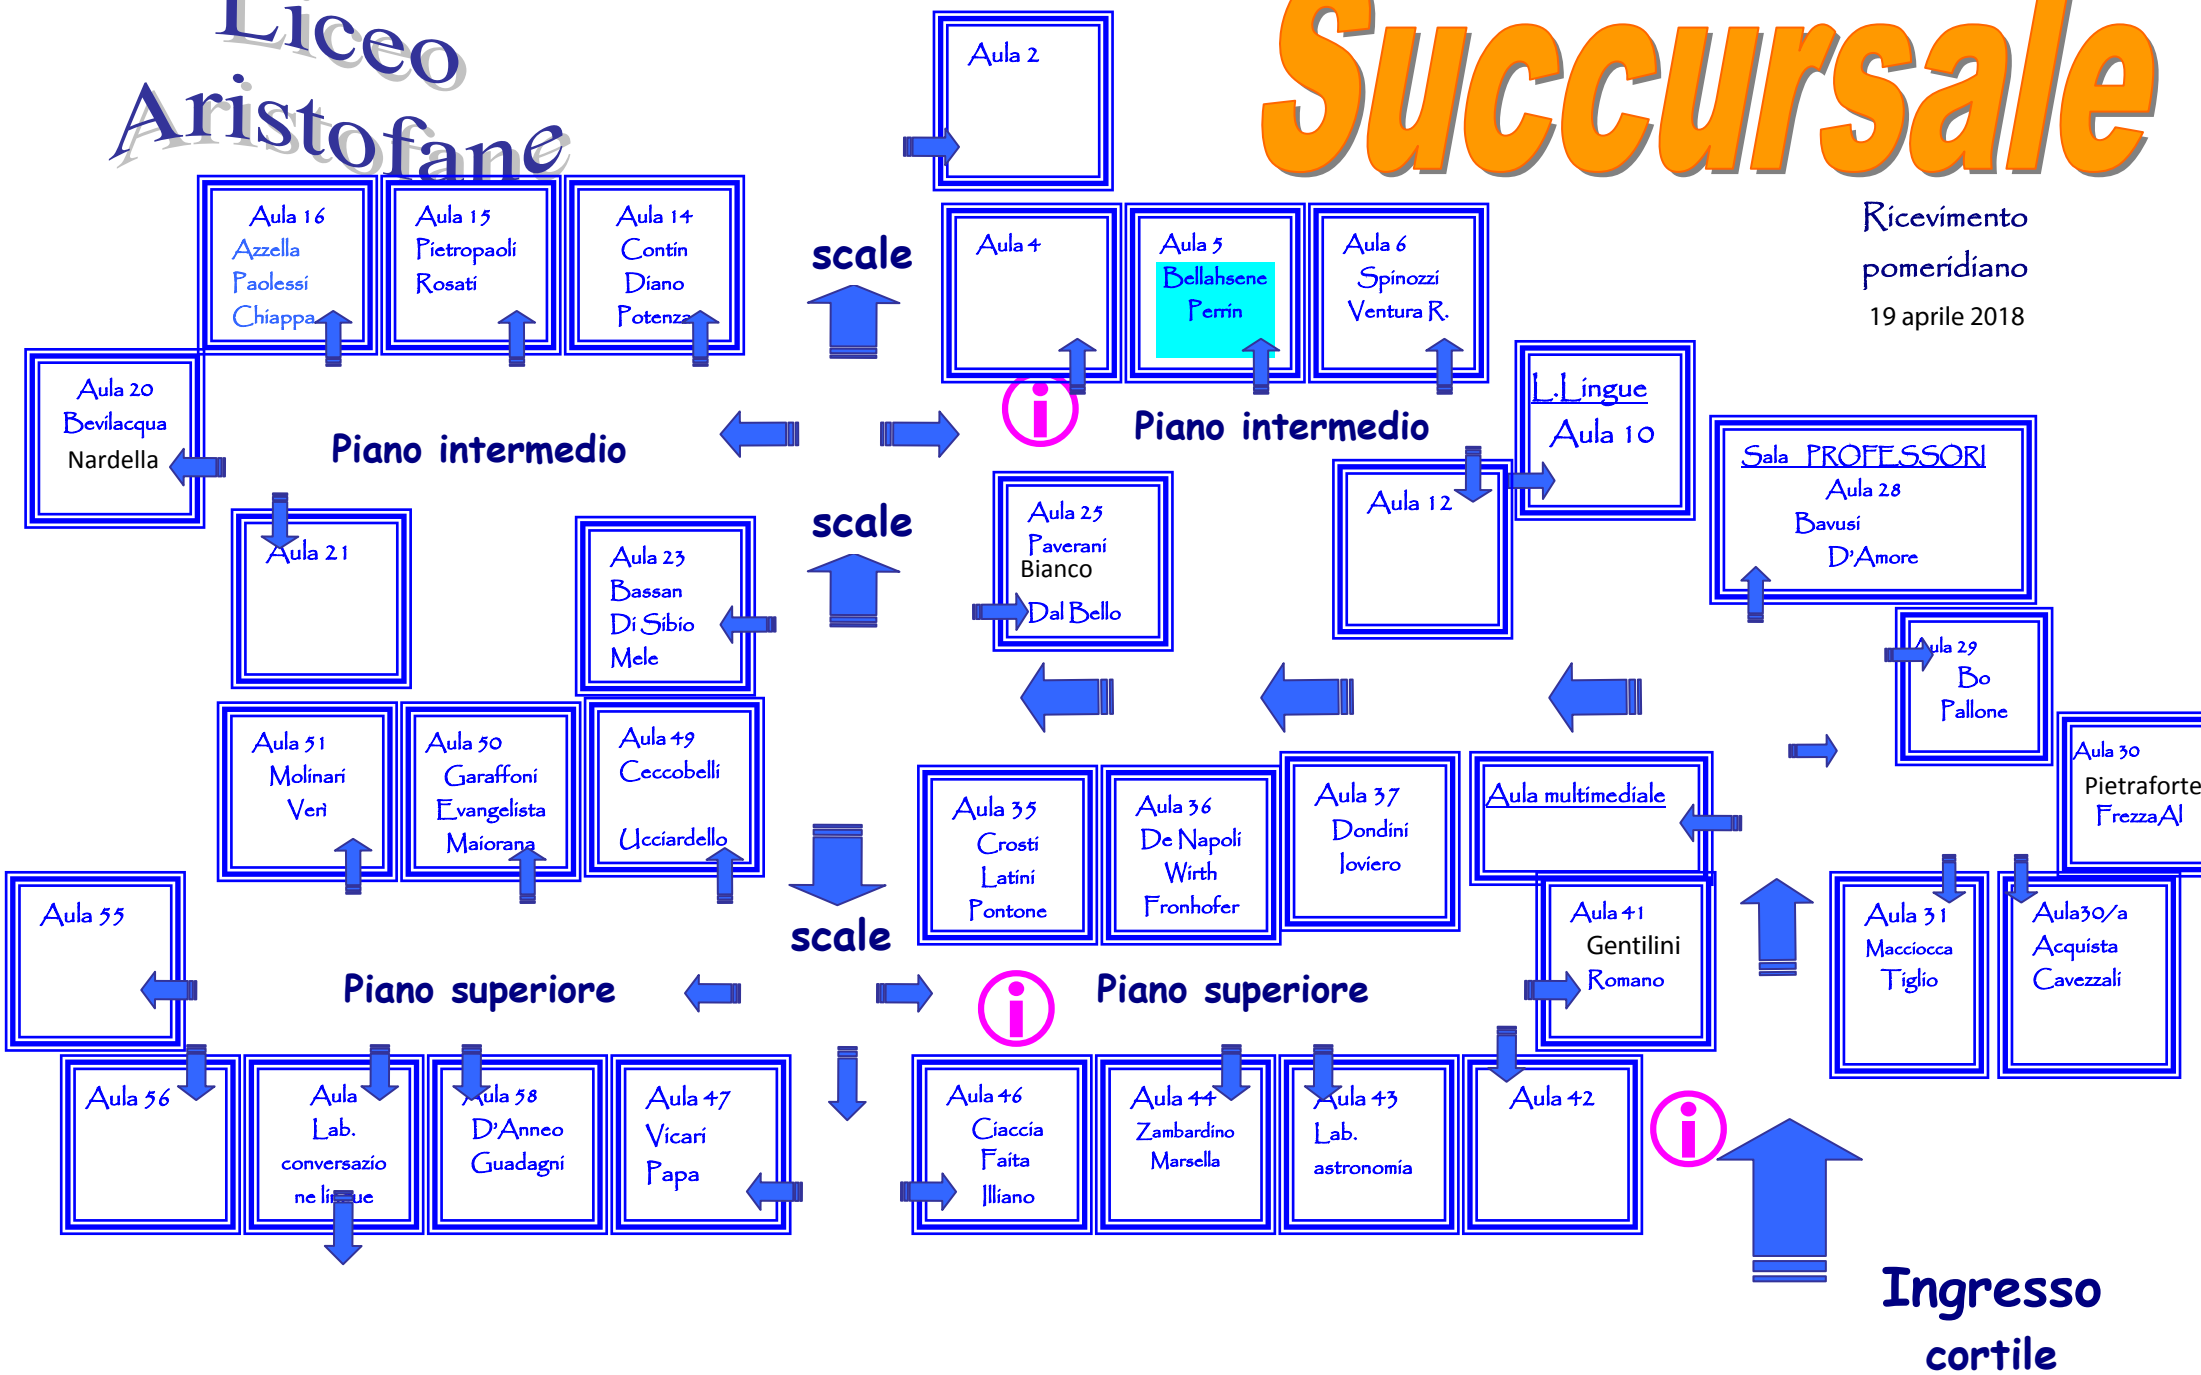 Liceo
Aristofane
Succursale
Ricevimento
pomeridiano
19 aprile 2018
Aula 2
Aula 16
Azzella
Paolessi
Chiappa
Aula 15
Pietropaoli
Rosati
Aula 14
Contin
Diano
Potenza
scale
Aula 4
Aula 5
Bellahsene
Perrin
Aula 6
Spinozzi
Ventura R.
Aula 20
Bevilacqua
Nardella
Piano intermedio
Piano intermedio
L.Lingue
Aula 10
Sala PROFESSORI
Aula 28
Bavusi
D'Amore
Aula 21
Aula 23
Bassan
Di Sibio
Mele
scale
Aula 25
Paverani
Bianco
Dal Bello
Aula 12
Aula 29
Bo
Pallone
Aula 30
Pietraforte
FrezzaAl
Aula 51
Molinari
Verì
Aula 50
Garaffoni
Evangelista
Maiorana
Aula 49
Ceccobelli
Ucciardello
Aula 35
Crosti
Latini
Pontone
Aula 36
De Napoli
Wirth
Fronhofer
Aula 37
Dondini
Ioviero
Aula multimediale
Aula 41
Gentilini
Romano
Aula 31
Macciocca
Tiglio
Aula30/a
Acquista
Cavezzali
Aula 55
scale
Piano superiore
Piano superiore
Aula 56
Aula
Lab.
conversazio
ne lingue
Aula 58
D'Anneo
Guadagni
Aula 47
Vicari
Papa
Aula 46
Ciaccia
Faita
Illiano
Aula 44
Zambardino
Marsella
Aula 43
Lab.
astronomia
Aula 42
Ingresso
cortile